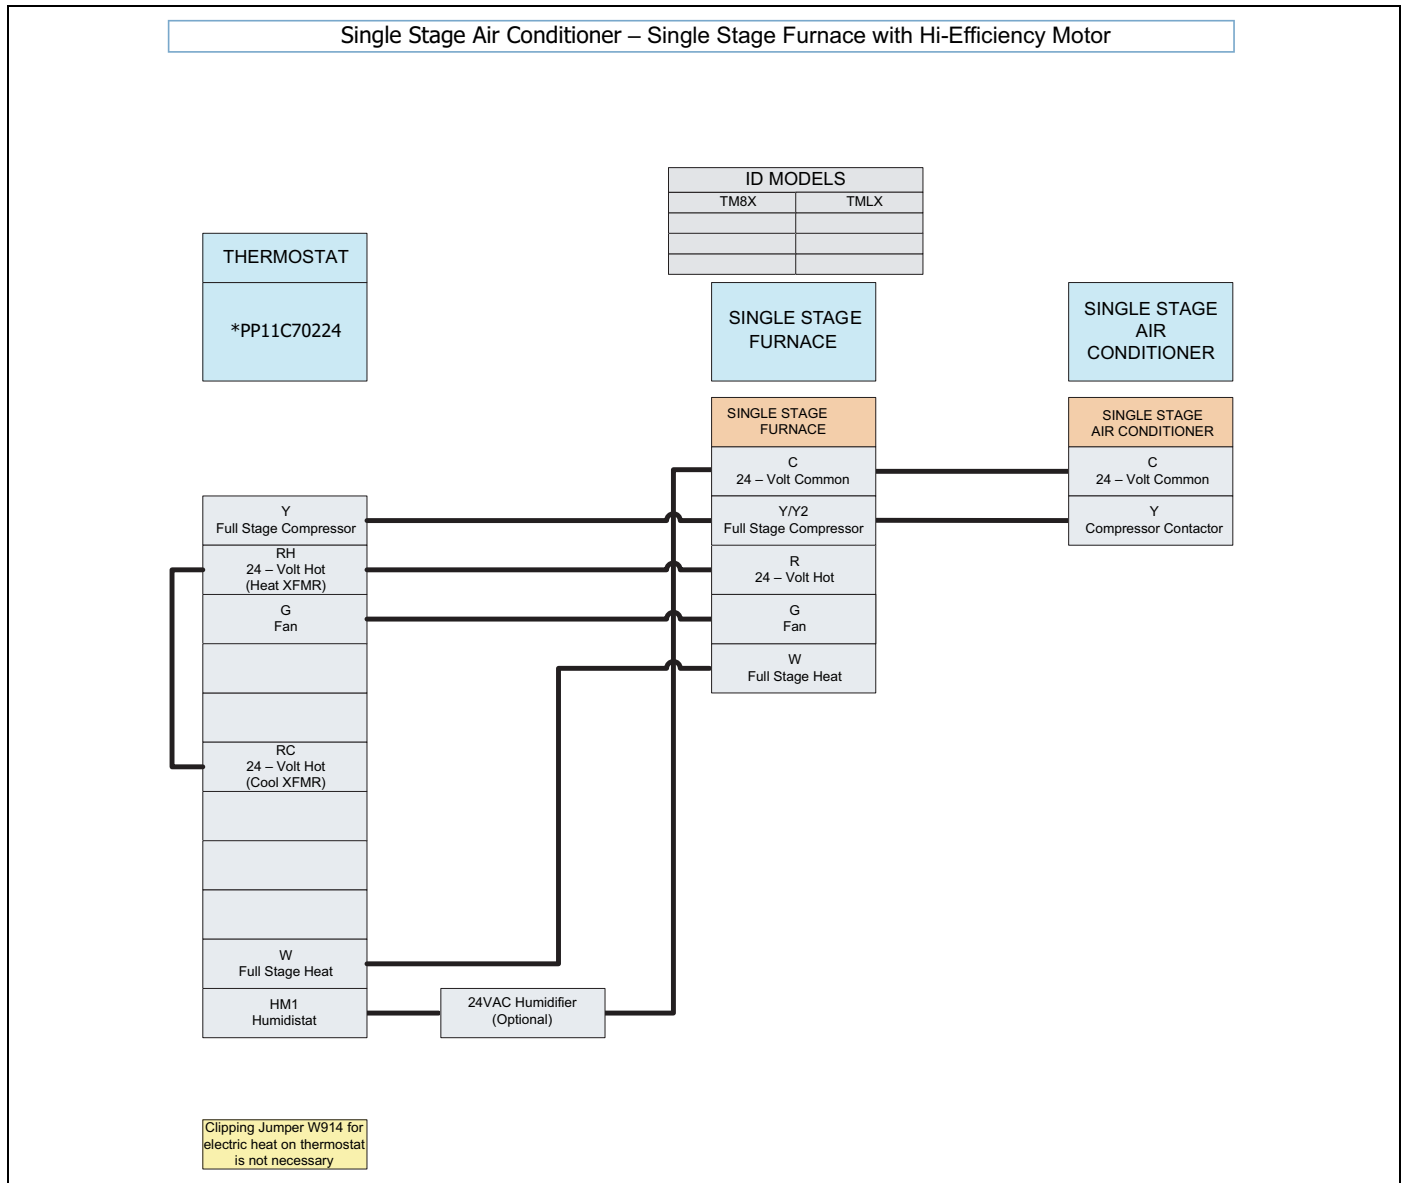 Single Stage Air Conditioner – Single Stage Furnace with Hi-Efficiency Motor
ID MODELS
TM8X TMLX
THERMOSTAT
*PP11C70224
SINGLE STAGE
FURNACE
SINGLE STAGE
AIR
CONDITIONER
SINGLE STAGE
FURNACE
C
24 – Volt Common
Y/Y2
Full Stage Compressor
R
24 – Volt Hot
G
Fan
W
Full Stage Heat
SINGLE STAGE
AIR CONDITIONER
C
24 – Volt Common
Y
Compressor Contactor
Y
Full Stage Compressor
RH
24 – Volt Hot
(Heat XFMR)
G
Fan
RC
24 – Volt Hot
(Cool XFMR)
W
Full Stage Heat
HM1
Humidistat
24VAC Humidifier
(Optional)
Clipping Jumper W914 for
electric heat on thermostat
is not necessary